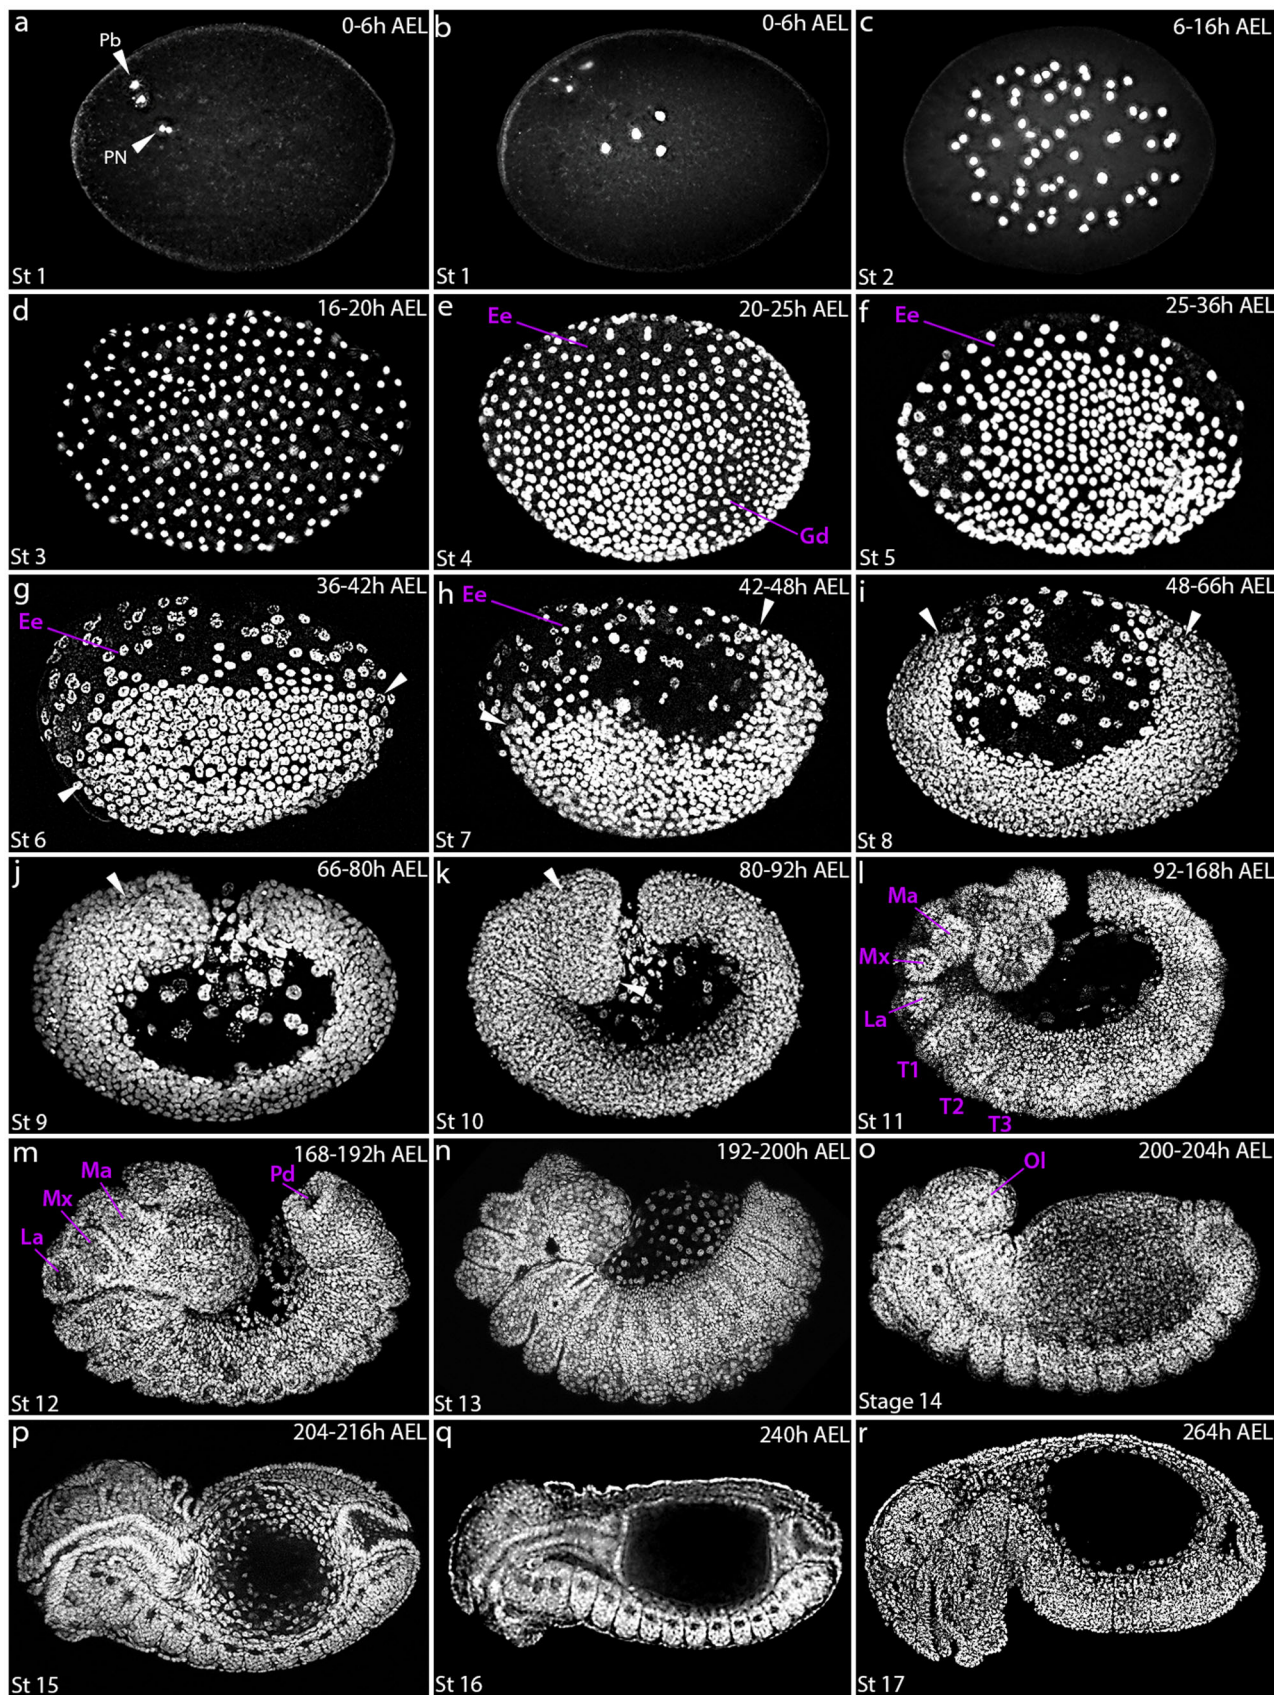 a 0-6h AEL
Pb
PN
St 1
b 0-6h AEL
St 1
c 6-16h AEL
St 2
d 16-20h AEL
St 3
e 20-25h AEL
Ee
Gd
St 4
f 25-36h AEL
Ee
St 5
g 36-42h AEL
Ee
St 6
h 42-48h AEL
Ee
St 7
i 48-66h AEL
St 8
j 66-80h AEL
St 9
k 80-92h AEL
St 10
l 92-168h AEL
Ma
Mx
La
T1
T2
T3
St 11
m 168-192h AEL
Ma
Pd
Mx
La
St 12
n 192-200h AEL
St 13
o 200-204h AEL
Ol
Stage 14
p 204-216h AEL
St 15
q 240h AEL
St 16
r 264h AEL
St 17